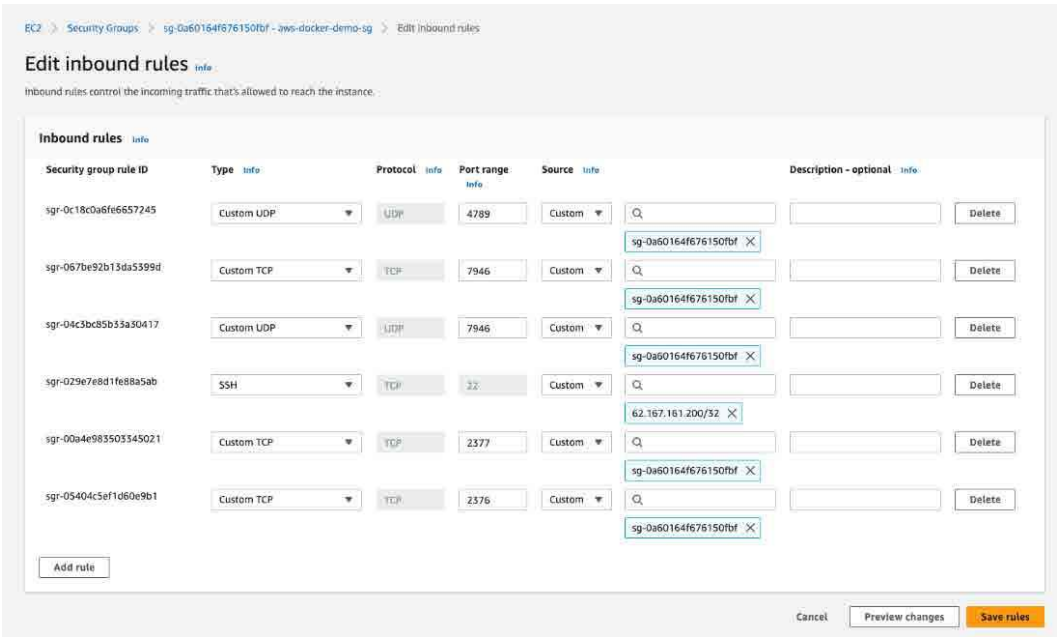 EC2 > Security Groups > sg-0a60164f676150fbf - aws-docker-demo-sg > Edit inbound rules
Edit inbound rules Info
Inbound rules control the incoming traffic that's allowed to reach the instance.
Inbound rules Info
Security group rule ID Type Info Protocol Info Port range Info Source Info Description - optional Info
sgr-0c18c0a6fe6657245 Custom UDP UDP 4789 Custom Delete
sg-0a60164f676150fbf
sgr-067be92b13da5399d Custom TCP TCP 7946 Custom Delete
sg-0a60164f676150fbf
sgr-04c3bc85b33a30417 Custom UDP UDP 7946 Custom Delete
sg-0a60164f676150fbf
sgr-029e7e8d1fe88a5ab SSH TCP 22 Custom Delete
62.167.161.200/32
sgr-00a4e983503345021 Custom TCP TCP 2377 Custom Delete
sg-0a60164f676150fbf
sgr-05404c5ef1d60e9b1 Custom TCP TCP 2376 Custom Delete
sg-0a60164f676150fbf
Add rule
Cancel Preview changes Save rules